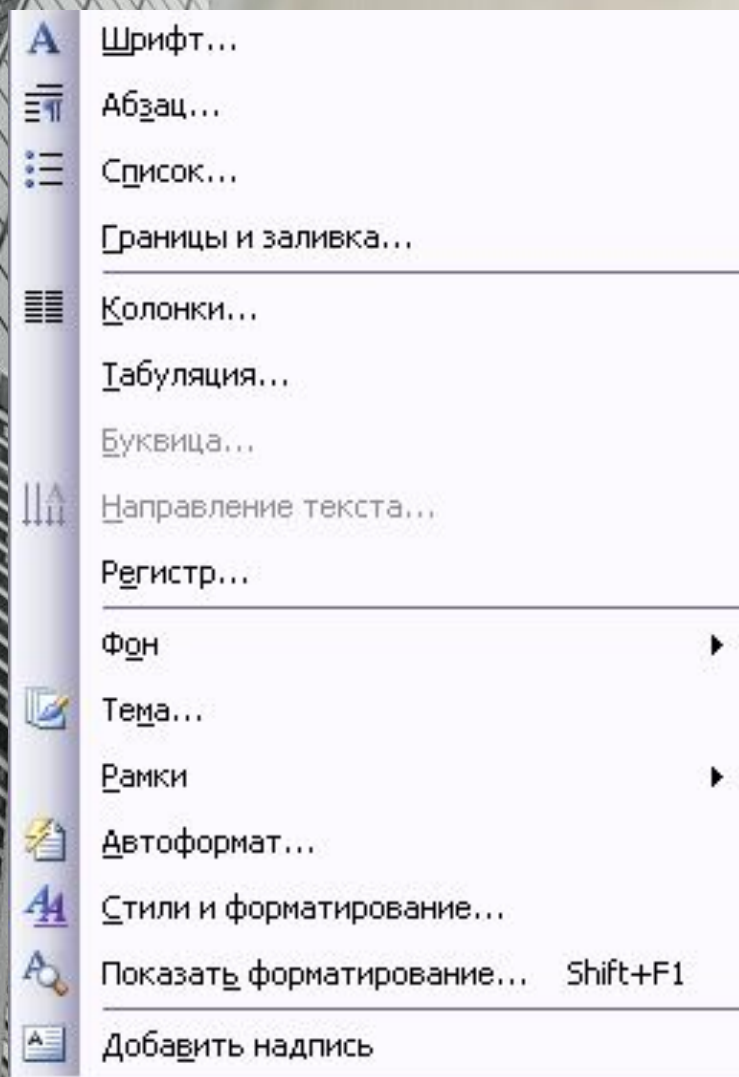 Шрифт...
Абзац...
Список...
Границы и заливка...
Колонки...
Табуляция...
Буквица...
Направление текста...
Регистр...
Фон
Тема...
Рамки
Автоформат...
Стили и форматирование...
Показать форматирование... Shift+F1
Добавить надпись